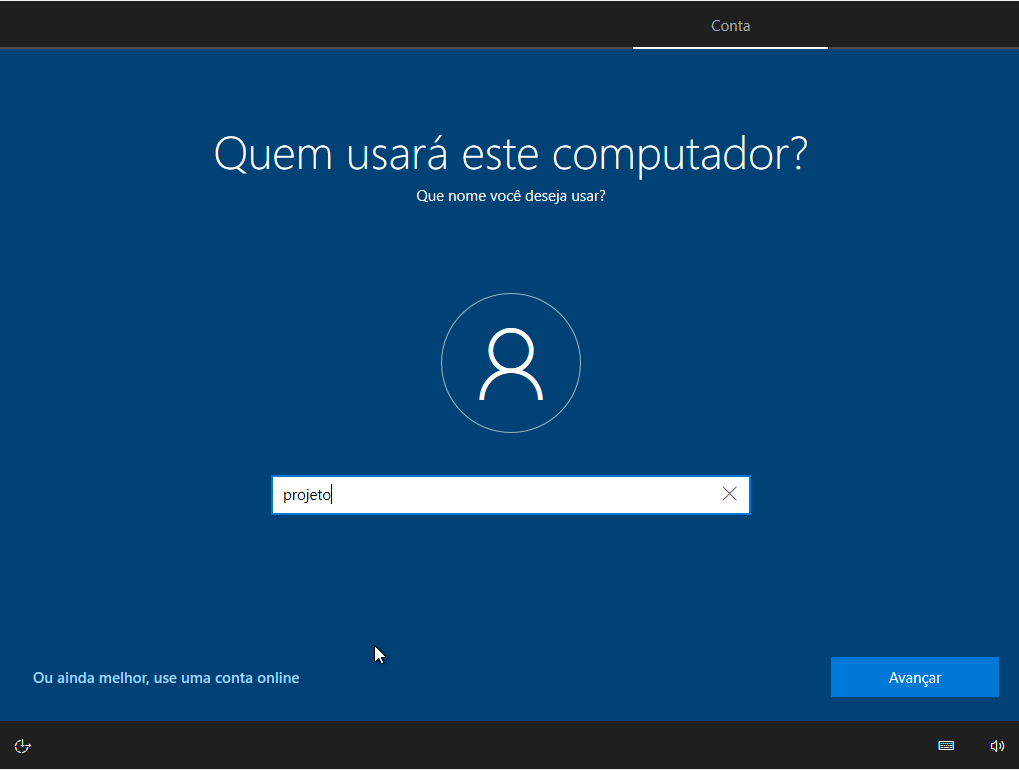 Conta
Quem usará este computador?
Que nome você deseja usar?
projeto
Ou ainda melhor, use uma conta online
Avançar